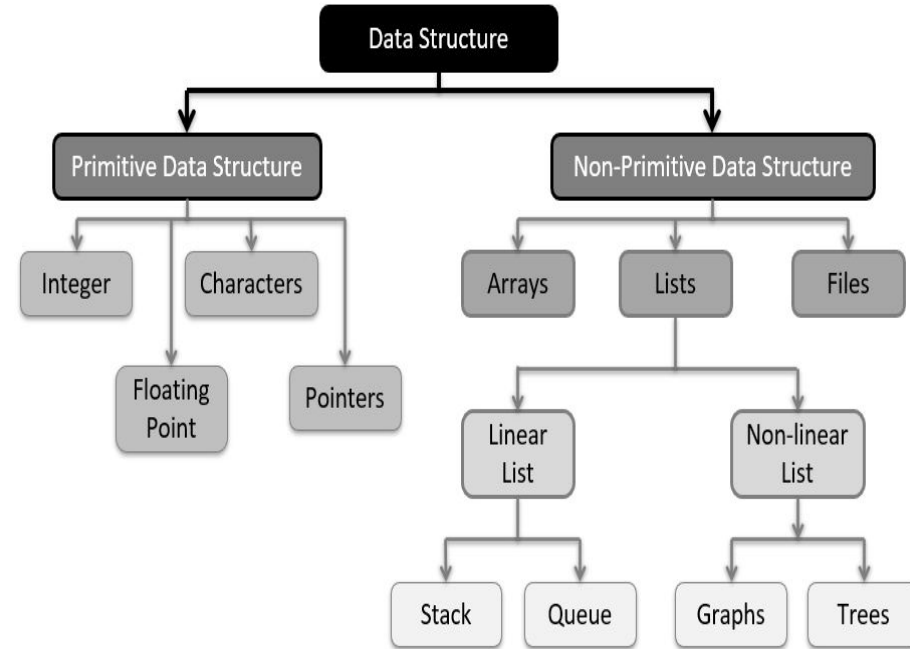 Data Structure
Primitive Data Structure
Non-Primitive Data Structure
Integer
Characters
Arrays
Lists
Files
Floating
Point
Pointers
Linear
List
Non-linear
List
Stack
Queue
Graphs
Trees